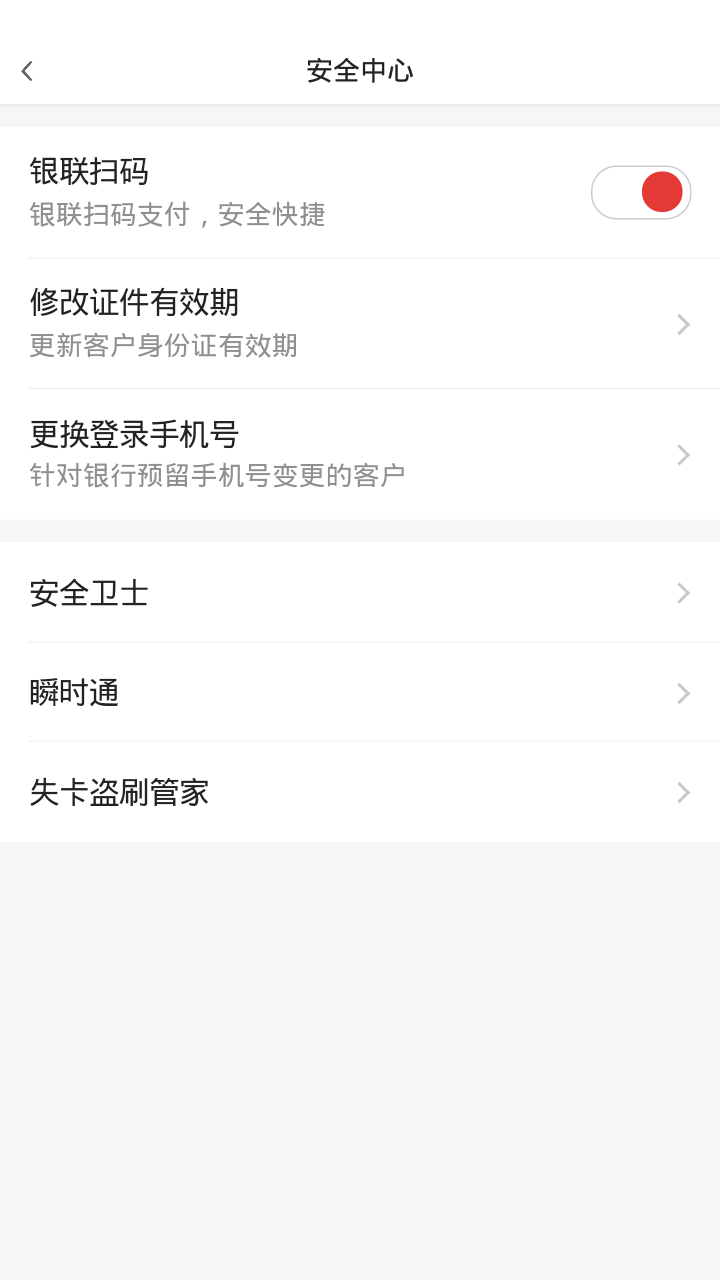 安全中心
银联扫码
银联扫码支付，安全快捷
修改证件有效期
更新客户身份证有效期
更换登录手机号
针对银行预留手机号变更的客户
安全卫士
瞬时通
失卡盗刷管家